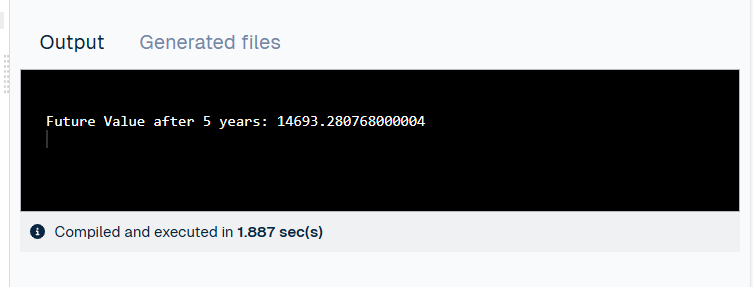 Output Generated files
Future Value after 5 years: 14693.280768000004
Compiled and executed in 1.887 sec(s)